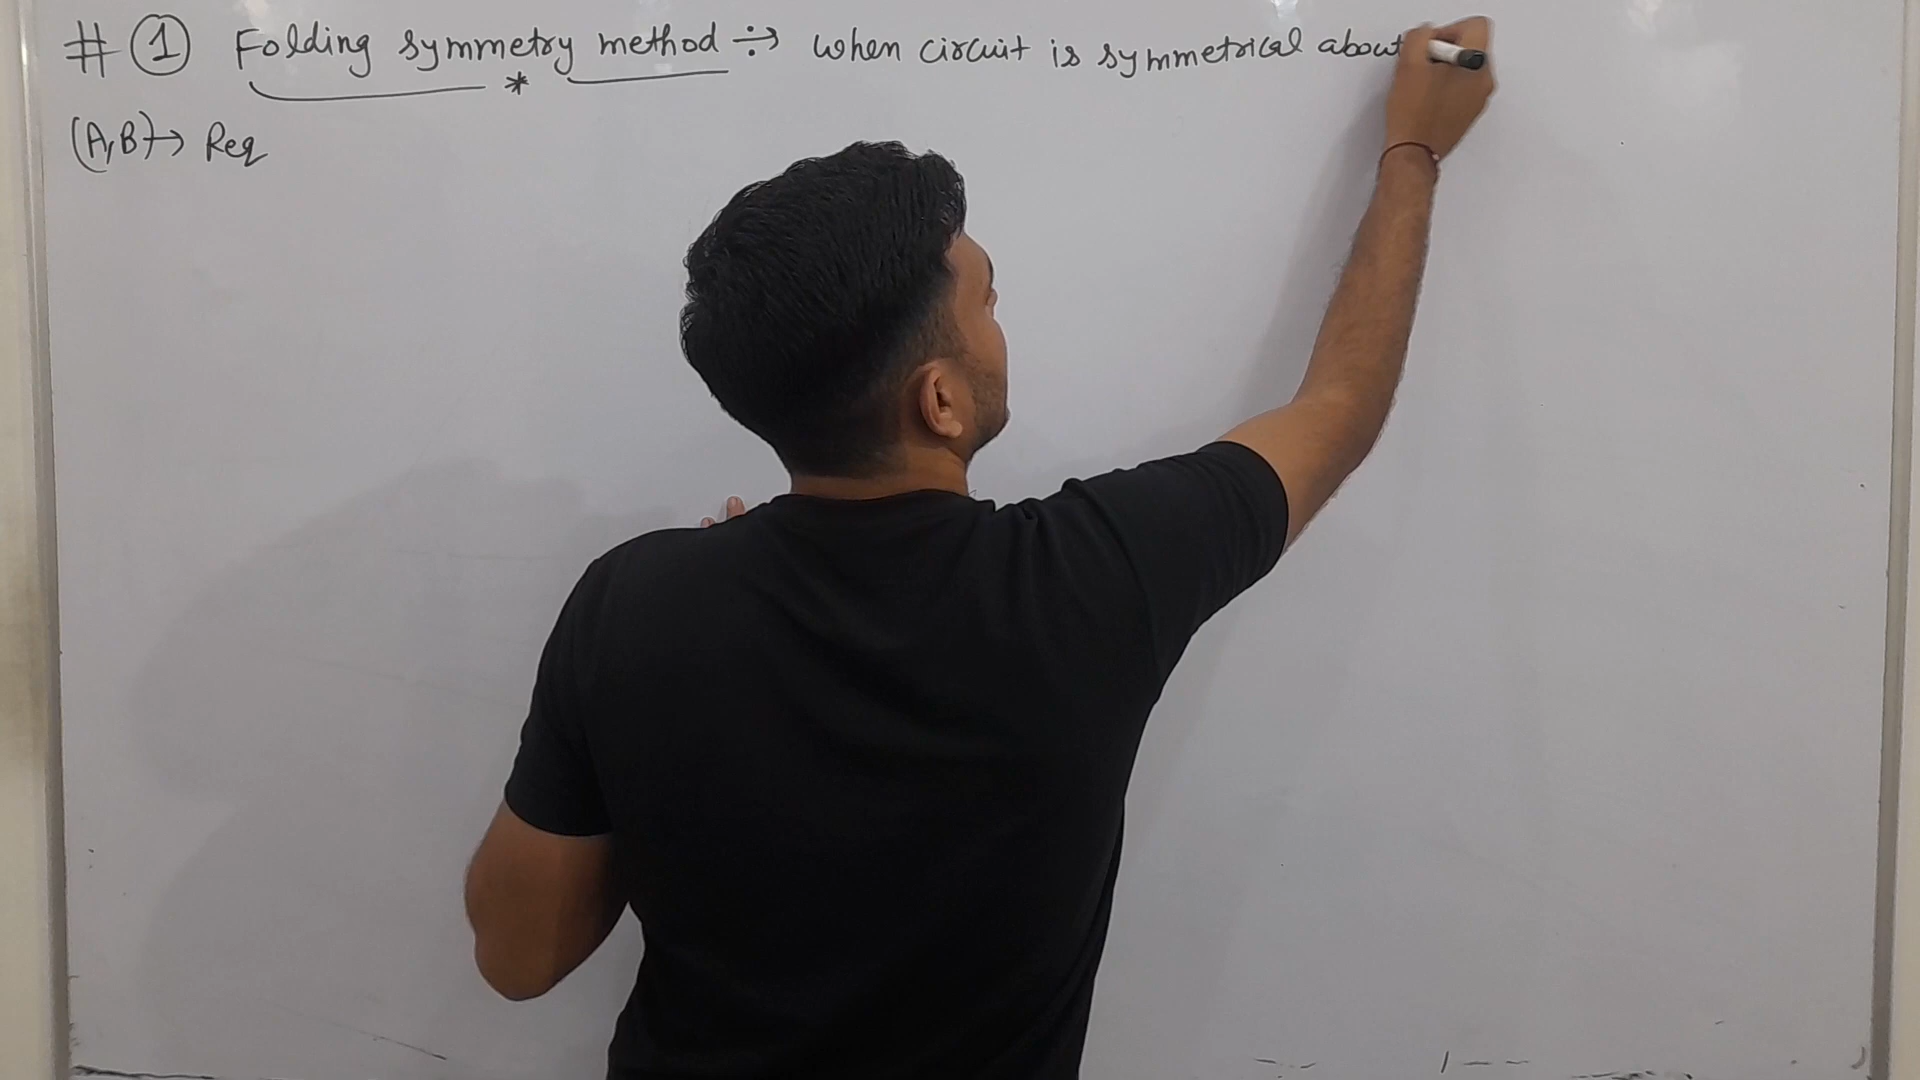 # ① Folding symmetry method ÷→ when circuit is symmetrical about
*
(A,B)→ Req